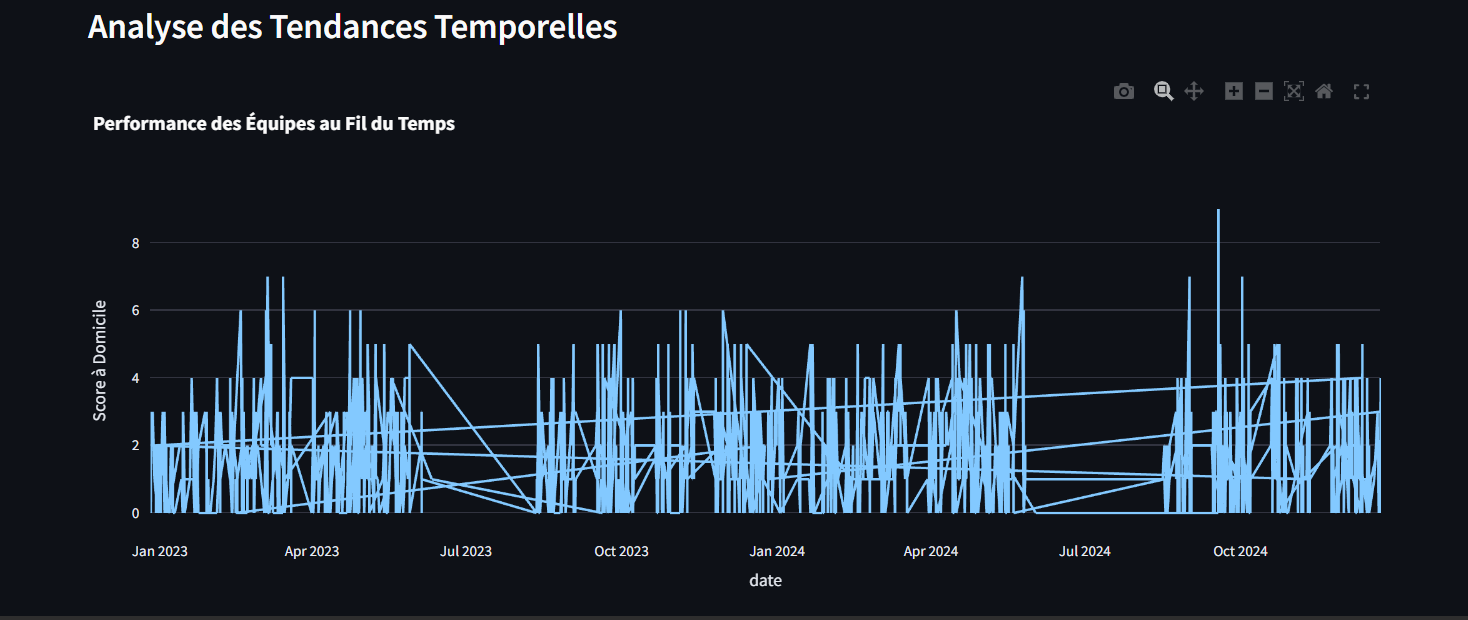 Analyse des Tendances Temporelles
Performance des Équipes au Fil du Temps
Score à Domicile
8
6
4
2
0
Jan 2023
Apr 2023
Jul 2023
Oct 2023
Jan 2024
Apr 2024
Jul 2024
Oct 2024
date